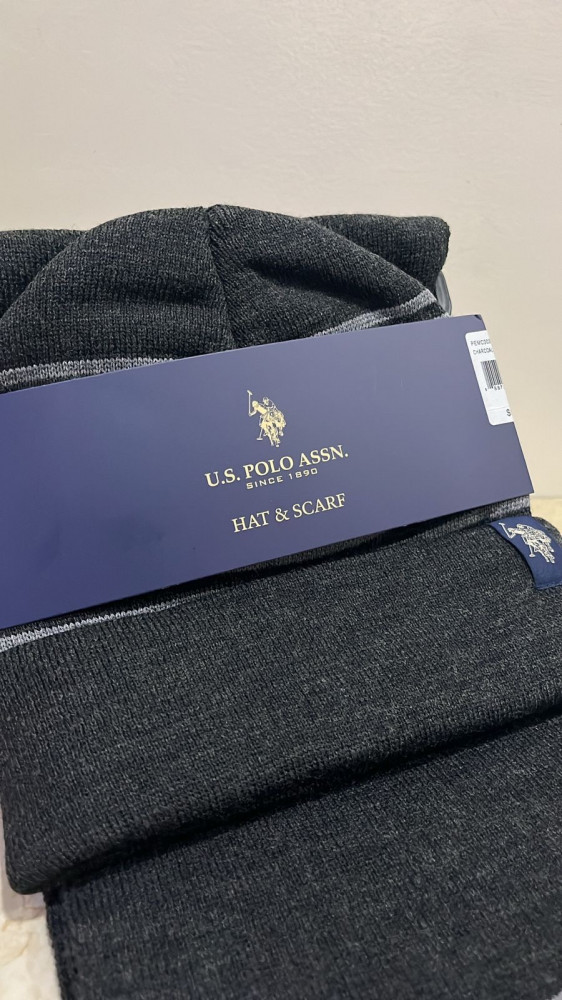 U.S. POLO ASSN.
SINCE 1890
HAT & SCARF